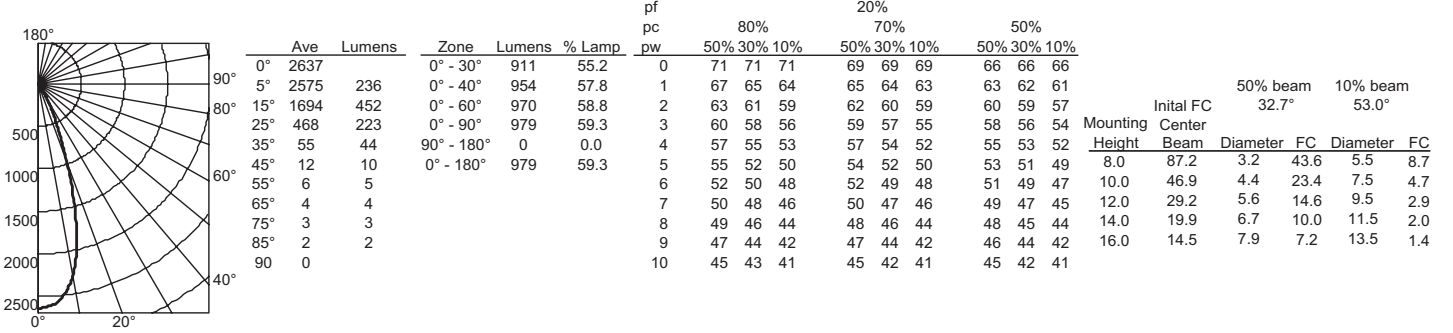 180°
90°
80°
60°
40°
500
1000
1500
2000
2500
0° 20°
Ave Lumens
0° 2637
5° 2575 236
15° 1694 452
25° 468 223
35° 55 44
45° 12 10
55° 6 5
65° 4 4
75° 3 3
85° 2 2
90 0
Zone Lumens % Lamp
0° - 30° 911 55.2
0° - 40° 954 57.8
0° - 60° 970 58.8
0° - 90° 979 59.3
90° - 180° 0 0.0
0° - 180° 979 59.3
pf 20%
pc 80% 70% 50%
pw 50% 30% 10% 50% 30% 10% 50% 30% 10%
0 71 71 71 69 69 69 66 66 66
1 67 65 64 65 64 63 63 62 61
2 63 61 59 62 60 59 60 59 57
3 60 58 56 59 57 55 58 56 54
4 57 55 53 57 54 52 55 53 52
5 55 52 50 54 52 50 53 51 49
6 52 50 48 52 49 48 51 49 47
7 50 48 46 50 47 46 49 47 45
8 49 46 44 48 46 44 48 45 44
9 47 44 42 47 44 42 46 44 42
10 45 43 41 45 42 41 45 42 41
50% beam 10% beam
Inital FC 32.7° 53.0°
Mounting Center
Height Beam Diameter FC Diameter FC
8.0 87.2 3.2 43.6 5.5 8.7
10.0 46.9 4.4 23.4 7.5 4.7
12.0 29.2 5.6 14.6 9.5 2.9
14.0 19.9 6.7 10.0 11.5 2.0
16.0 14.5 7.9 7.2 13.5 1.4